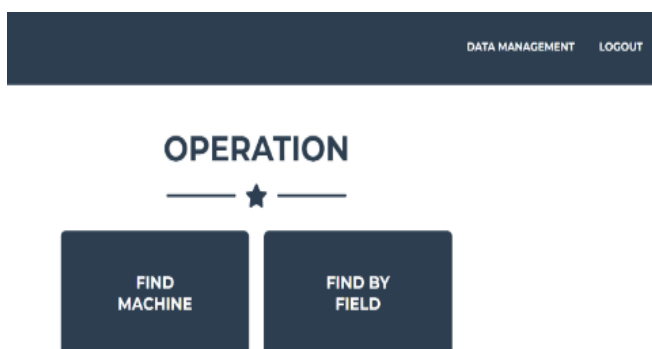 DATA MANAGEMENT LOGOUT
OPERATION
FIND MACHINE
FIND BY FIELD